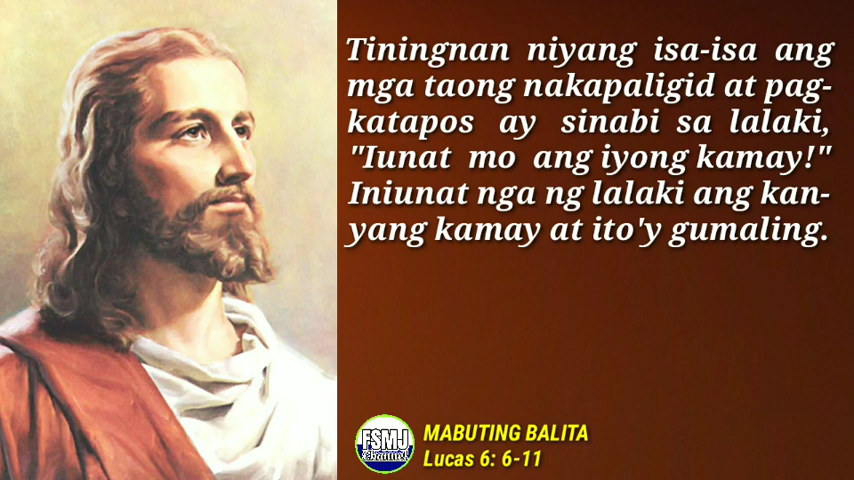 Tiningnan niyang isa-isa ang
mga taong nakapaligid at pag-
katapos ay sinabi sa lalaki,
"Iunat mo ang iyong kamay!"
Iniunat nga ng lalaki ang kan-
yang kamay at ito'y gumaling.
FSMJ
Channel
MABUTING BALITA
Lucas 6: 6-11